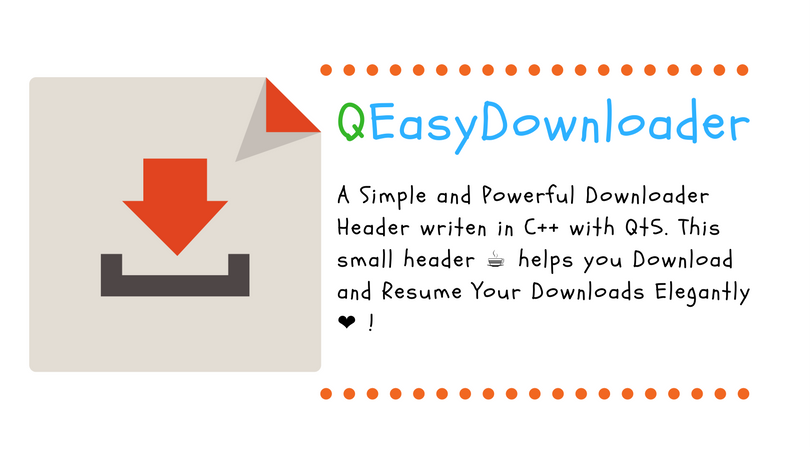 QEasyDownloader
A Simple and Powerful Downloader
Header writen in C++ with Qt5. This
small header ☕ helps you Download
and Resume Your Downloads Elegantly
❤ !